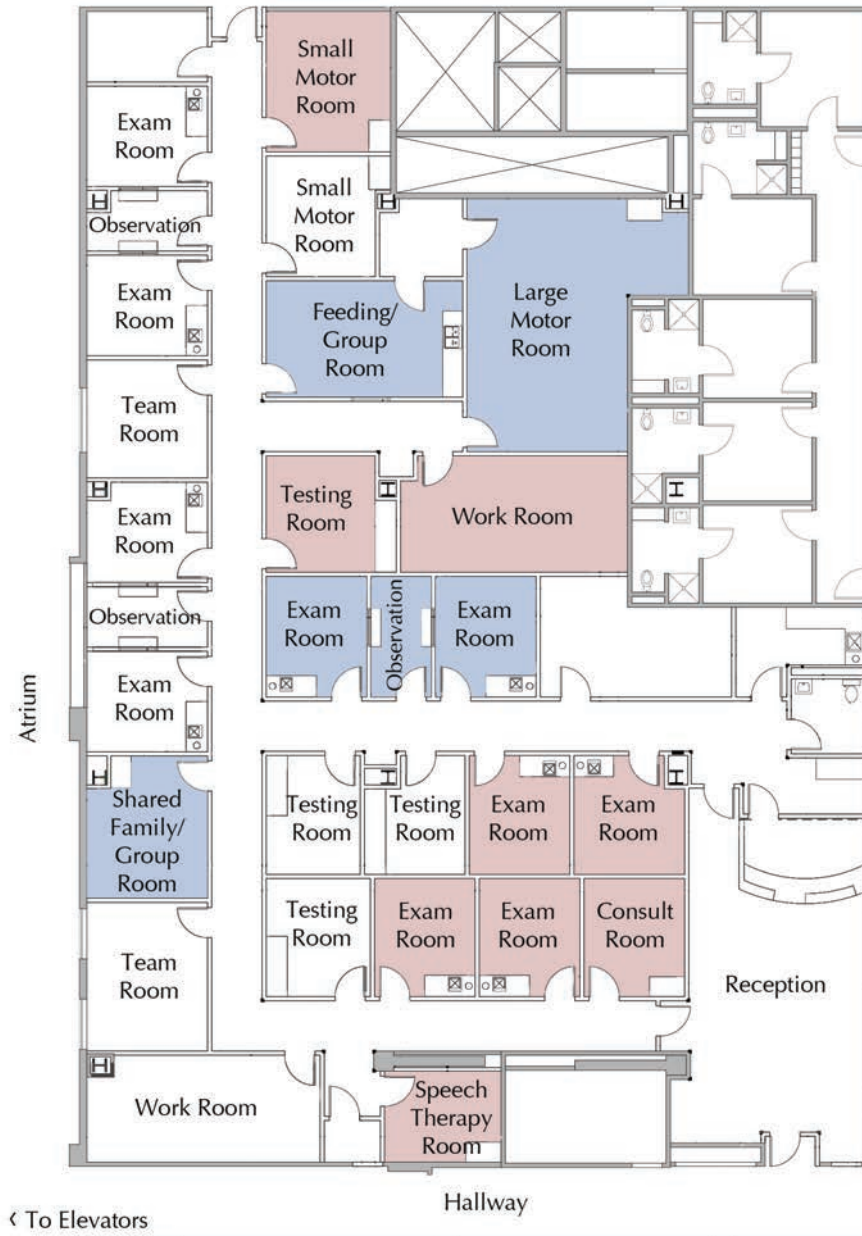 Small
Motor
Room
Exam
Room
Small
Motor
Room
Observation
Exam
Room
Feeding/
Group
Room
Large
Motor
Room
Team
Room
Exam
Room
Testing
Room
Work Room
Observation
Exam
Room
Observation
Exam
Room
Exam
Room
Atrium
Shared
Family/
Group
Room
Testing
Room
Testing
Room
Exam
Room
Exam
Room
Testing
Room
Exam
Room
Exam
Room
Consult
Room
Team
Room
Reception
Work Room
Speech
Therapy
Room
Hallway
‹ To Elevators